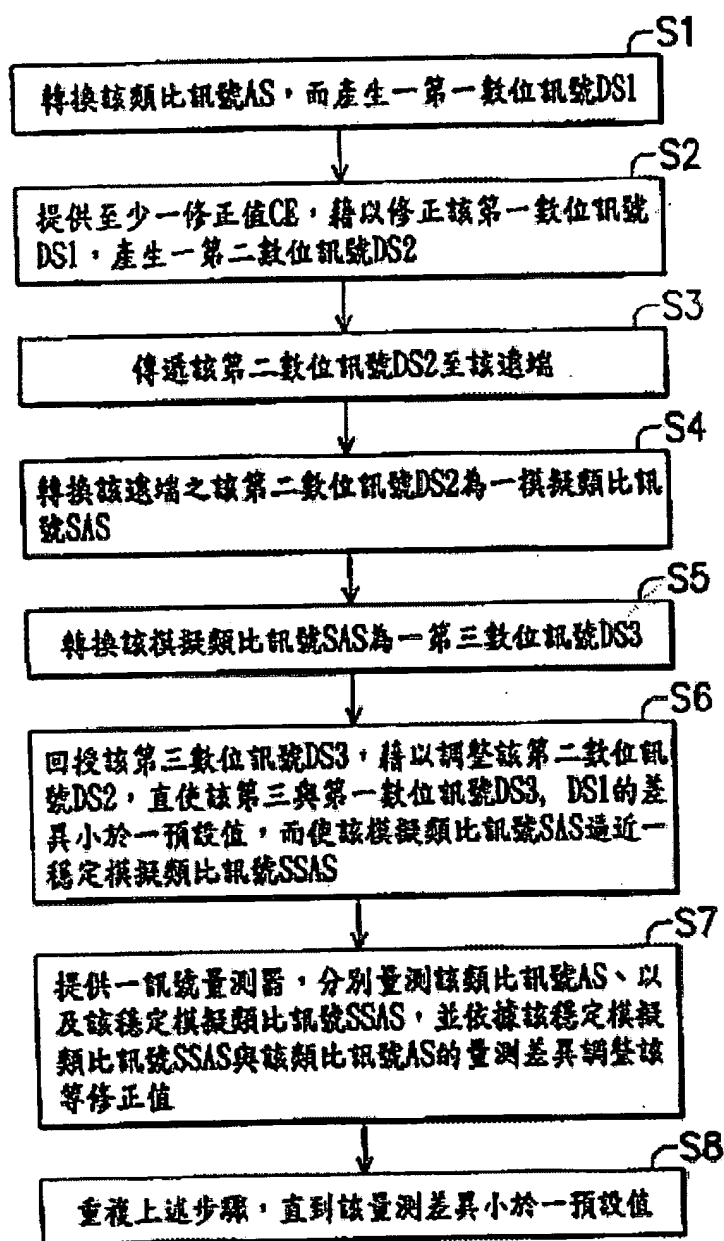 S1
轉換該類比訊號AS，而產生一第一數位訊號DS1
S2
提供至少一修正值CE，藉以修正該第一數位訊號
DS1，產生一第二數位訊號DS2
S3
傳遞該第二數位訊號DS2至該遠端
S4
轉換該遠端之該第二數位訊號DS2為一模擬類比訊
號SAS
S5
轉換該模擬類比訊號SAS為一第三數位訊號DS3
S6
回授該第三數位訊號DS3，藉以調整該第二數位訊
號DS2，直使該第三與第一數位訊號DS3, DS1的差
異小於一預設值，而使該模擬類比訊號SAS逼近一
穩定模擬類比訊號SSAS
S7
提供一訊號量測器，分別量測該類比訊號AS、以
及該穩定模擬類比訊號SSAS，並依據該穩定模擬
類比訊號SSAS與該類比訊號AS的量測差異調整該
等修正值
S8
重複上述步驟，直到該量測差異小於一預設值